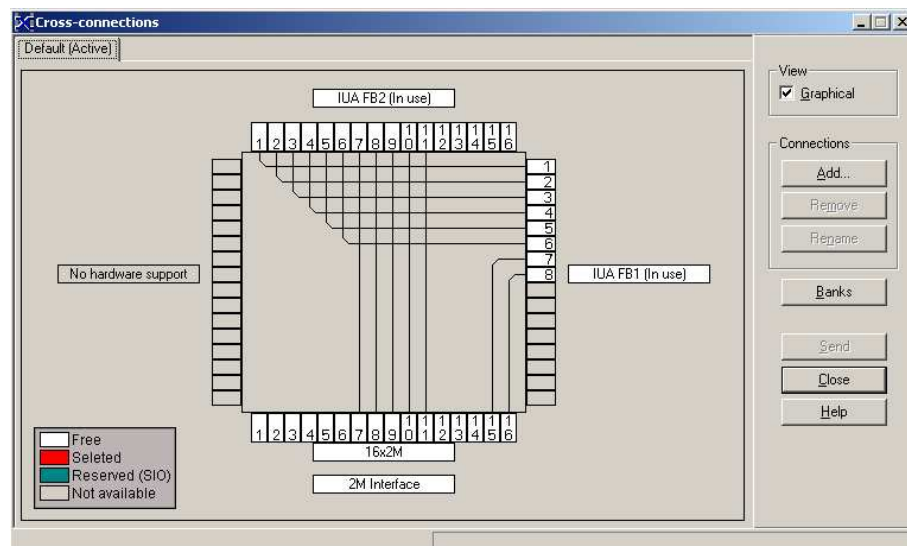 Cross-connections
Default (Active)
View
Graphical
IUA FB2 (In use)
1 2 3 4 5 6 7 8 9 10 11 12 13 14 15 16
Connections
Add...
Remove
Rename
1
2
3
4
5
6
7
8
No hardware support
IUA FB1 (In use)
Banks
Send
Close
Help
1 2 3 4 5 6 7 8 9 10 11 12 13 14 15 16
16x2M
2M Interface
Free
Seleted
Reserved (SIO)
Not available